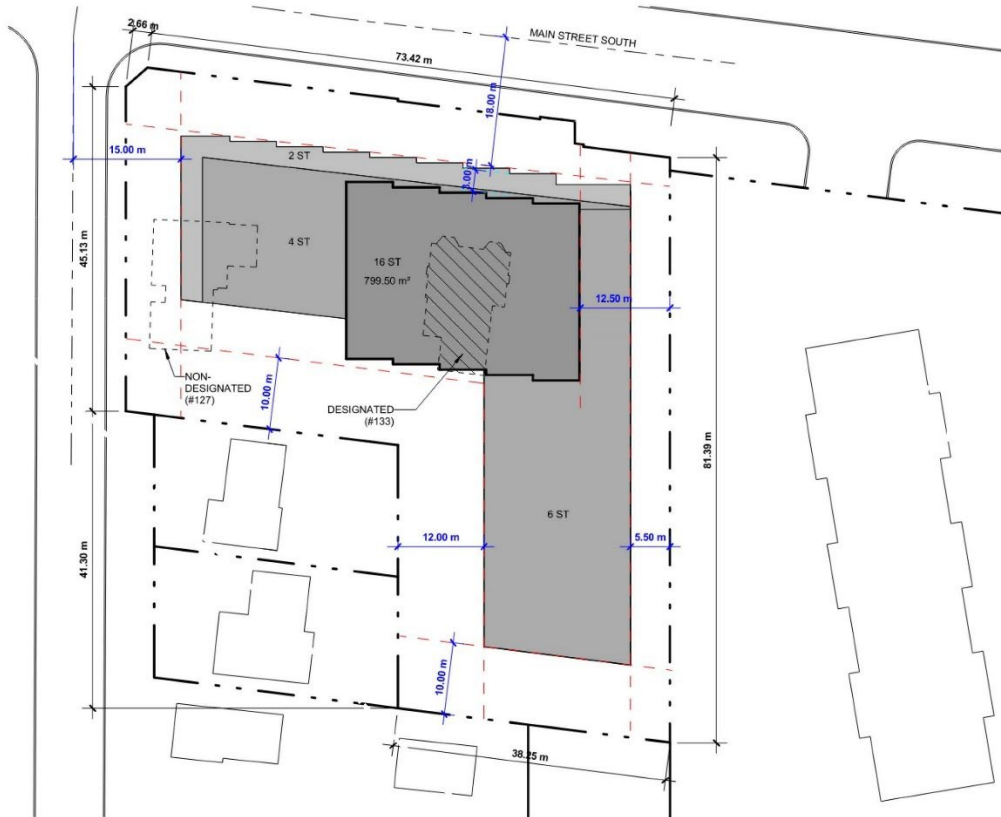 2.66 m
73.42 m
MAIN STREET SOUTH
18.00 m
15.00 m
2 ST
3.00 m
4 ST
16 ST
799.50 m²
12.50 m
45.13 m
NON-
DESIGNATED
(#127)
10.00 m
DESIGNATED
(#133)
81.39 m
6 ST
12.00 m
5.50 m
41.30 m
10.00 m
38.25 m